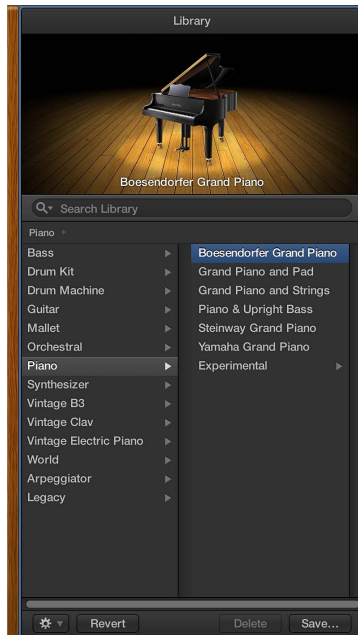 Library
Boesendorfer Grand Piano
Search Library
Piano
Bass
Drum Kit
Drum Machine
Guitar
Mallet
Orchestral
Piano
Synthesizer
Vintage B3
Vintage Clav
Vintage Electric Piano
World
Arpeggiator
Legacy
Boesendorfer Grand Piano
Grand Piano and Pad
Grand Piano and Strings
Piano & Upright Bass
Steinway Grand Piano
Yamaha Grand Piano
Experimental
Revert
Delete
Save...